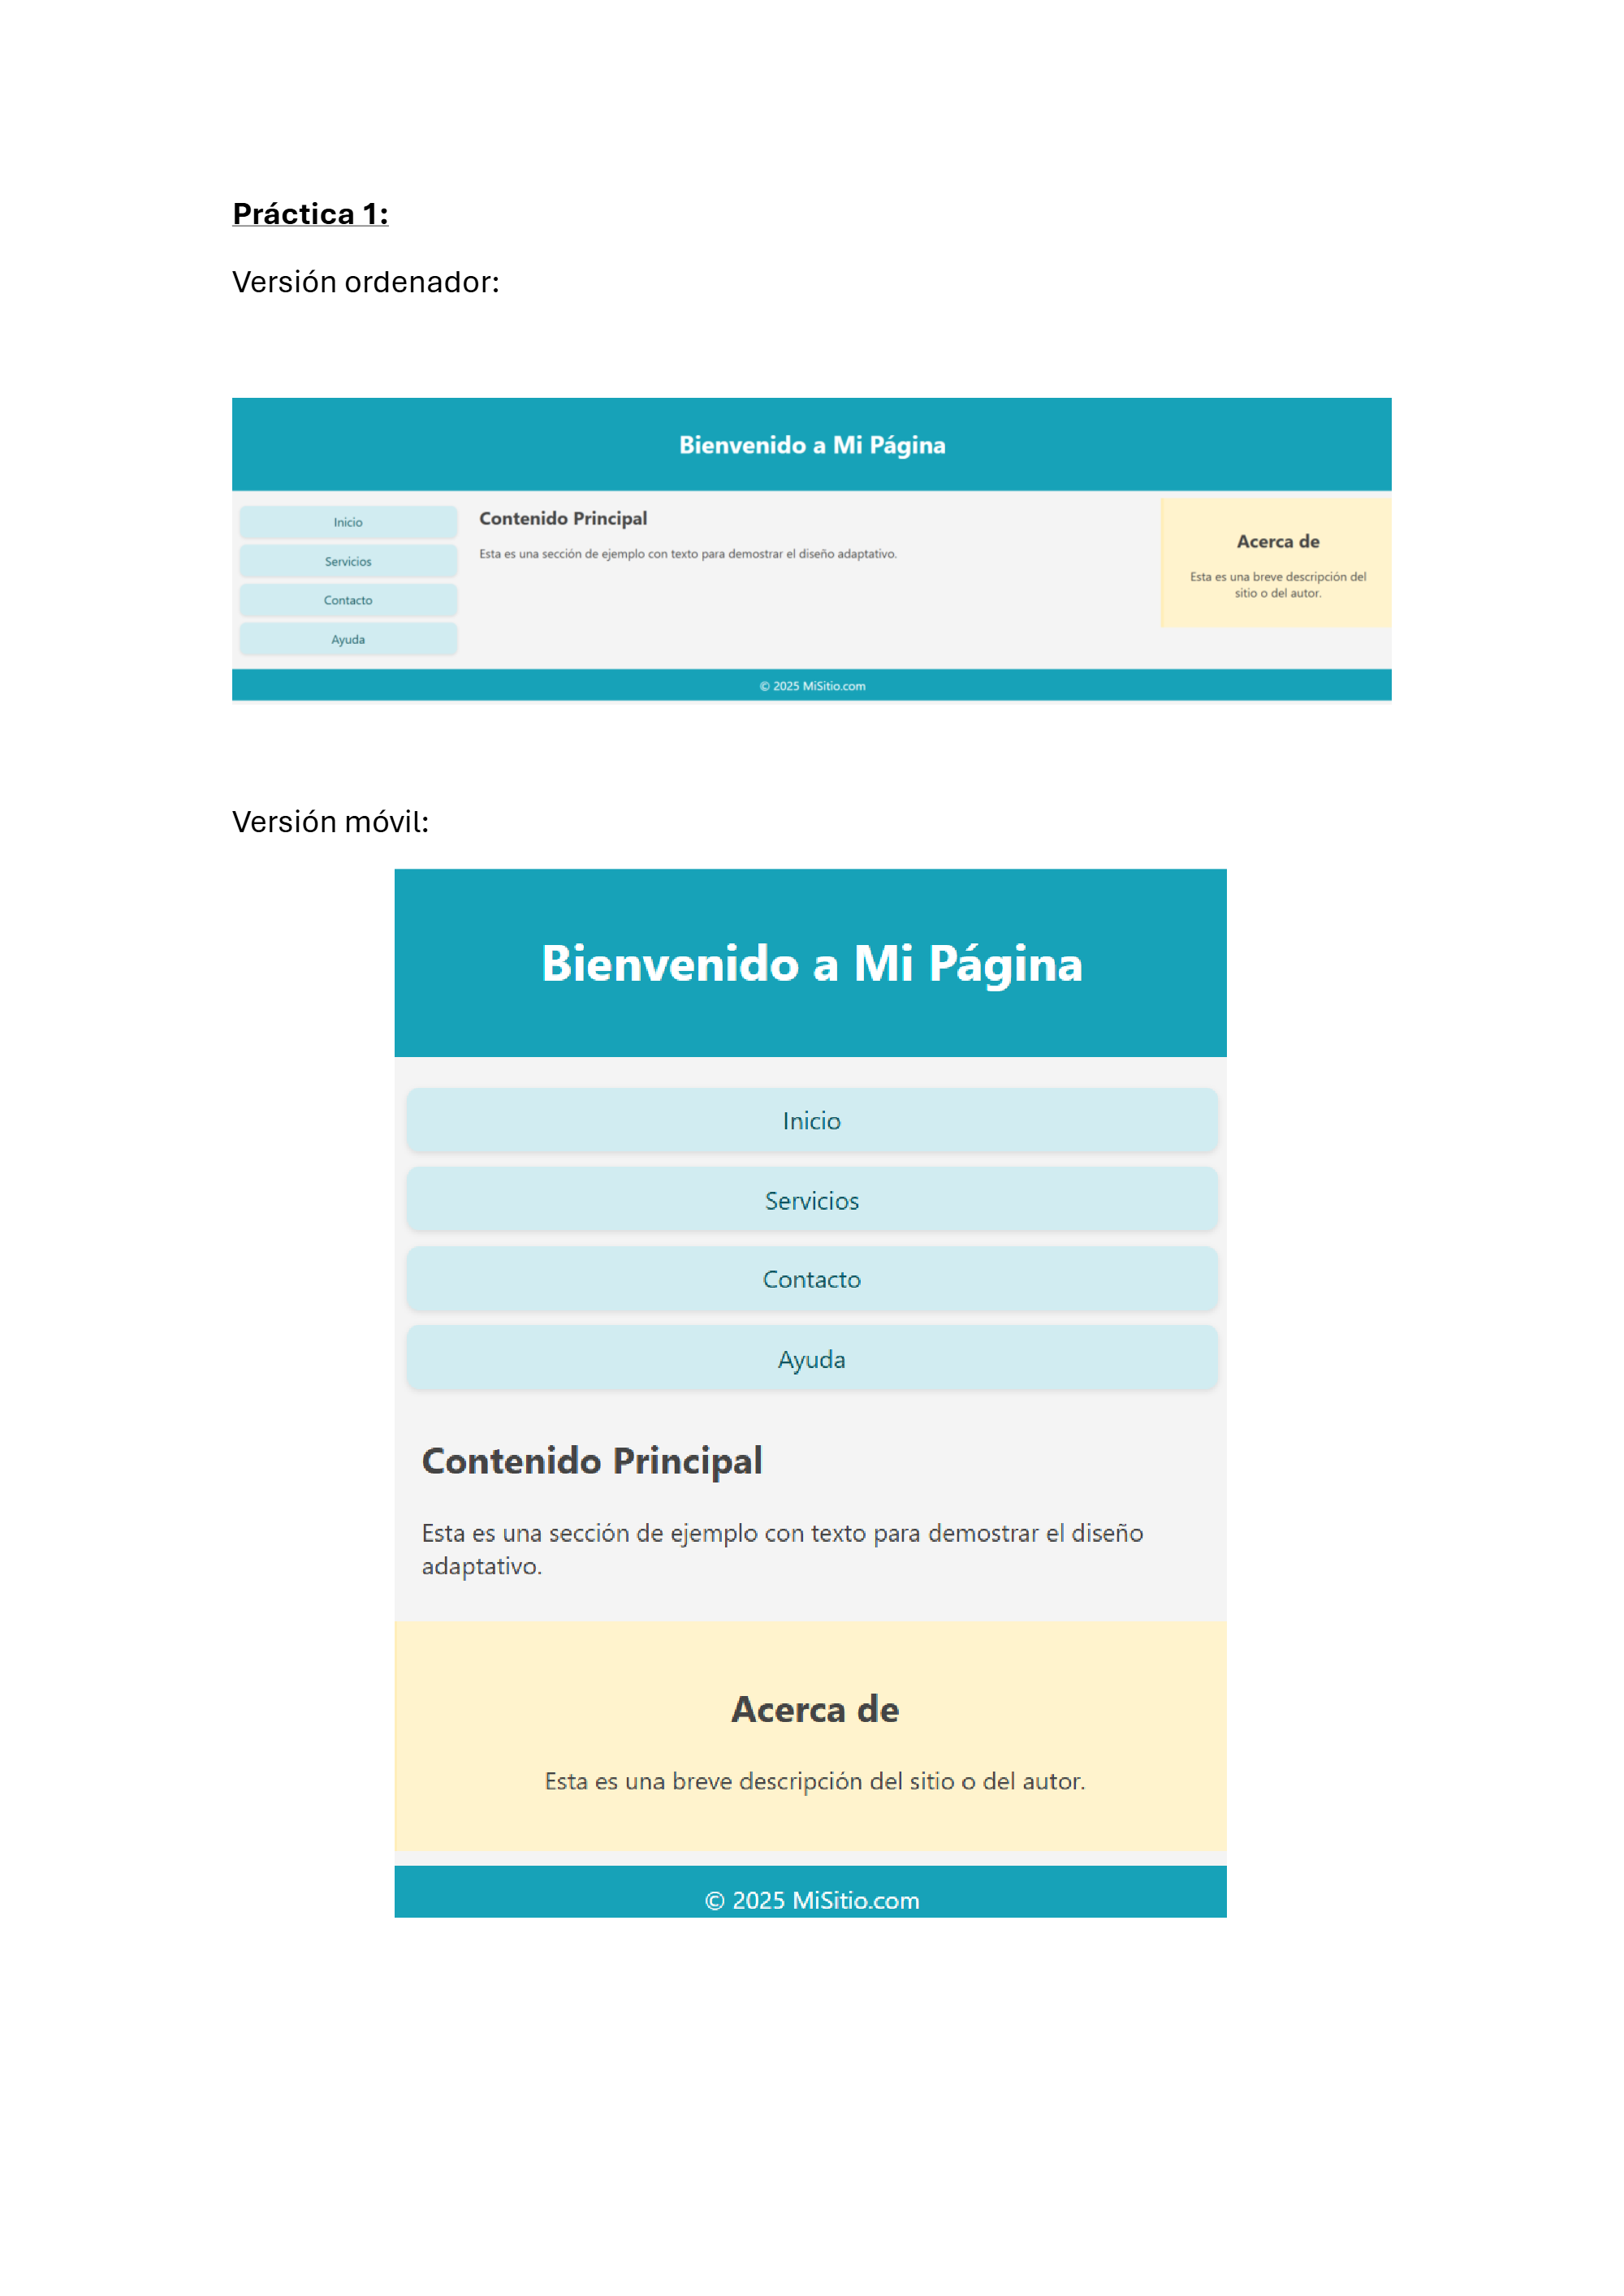 Práctica 1:
Versión ordenador:
Bienvenido a Mi Página
Inicio
Servicios
Contacto
Ayuda
Contenido Principal
Esta es una sección de ejemplo con texto para demostrar el diseño adaptativo.
Acerca de
Esta es una breve descripción del
sitio o del autor.
© 2025 MiSitio.com
Versión móvil:
Bienvenido a Mi Página
Inicio
Servicios
Contacto
Ayuda
Contenido Principal
Esta es una sección de ejemplo con texto para demostrar el diseño
adaptativo.
Acerca de
Esta es una breve descripción del sitio o del autor.
© 2025 MiSitio.com